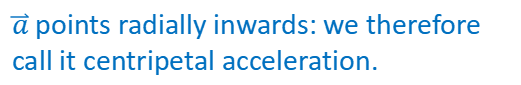 a⃗ points radially inwards: we therefore
call it centripetal acceleration.